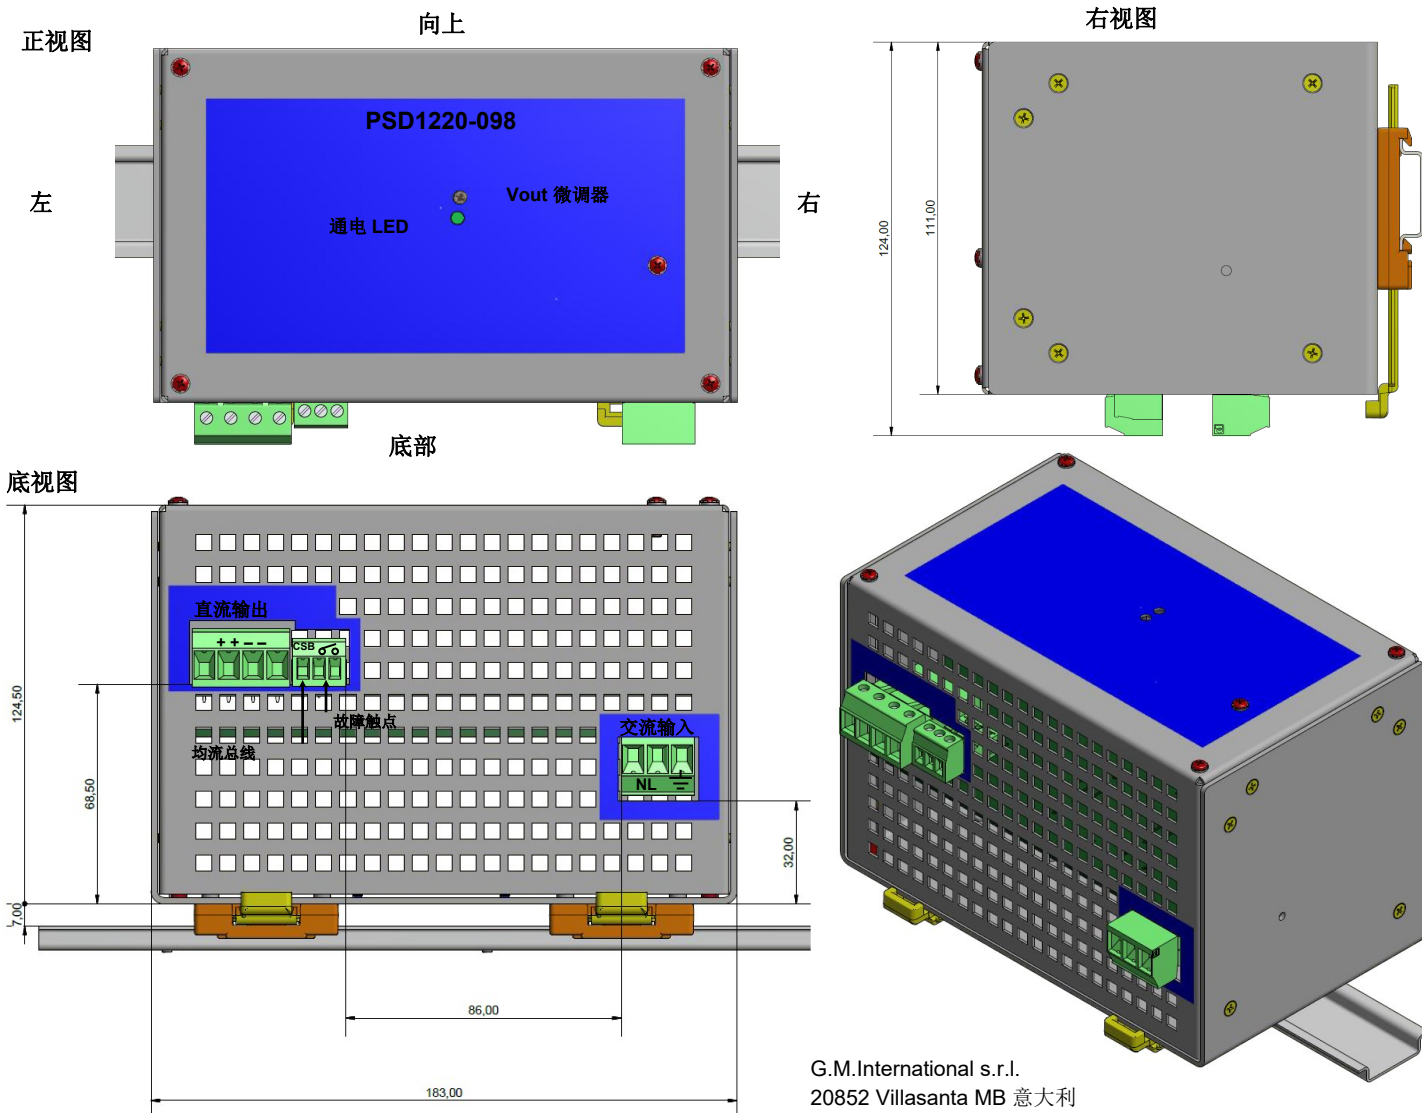 正视图
向上
右视图
PSD1220-098
左
Vout 微调器
右
通电 LED
124,00
111,00
底部
底视图
直流输出
++−−
CSB
故障触点
均流总线
交流输入
NL
124,50
68,50
32,00
7,00
86,00
183,00
G.M.International s.r.l.
20852 Villasanta MB 意大利